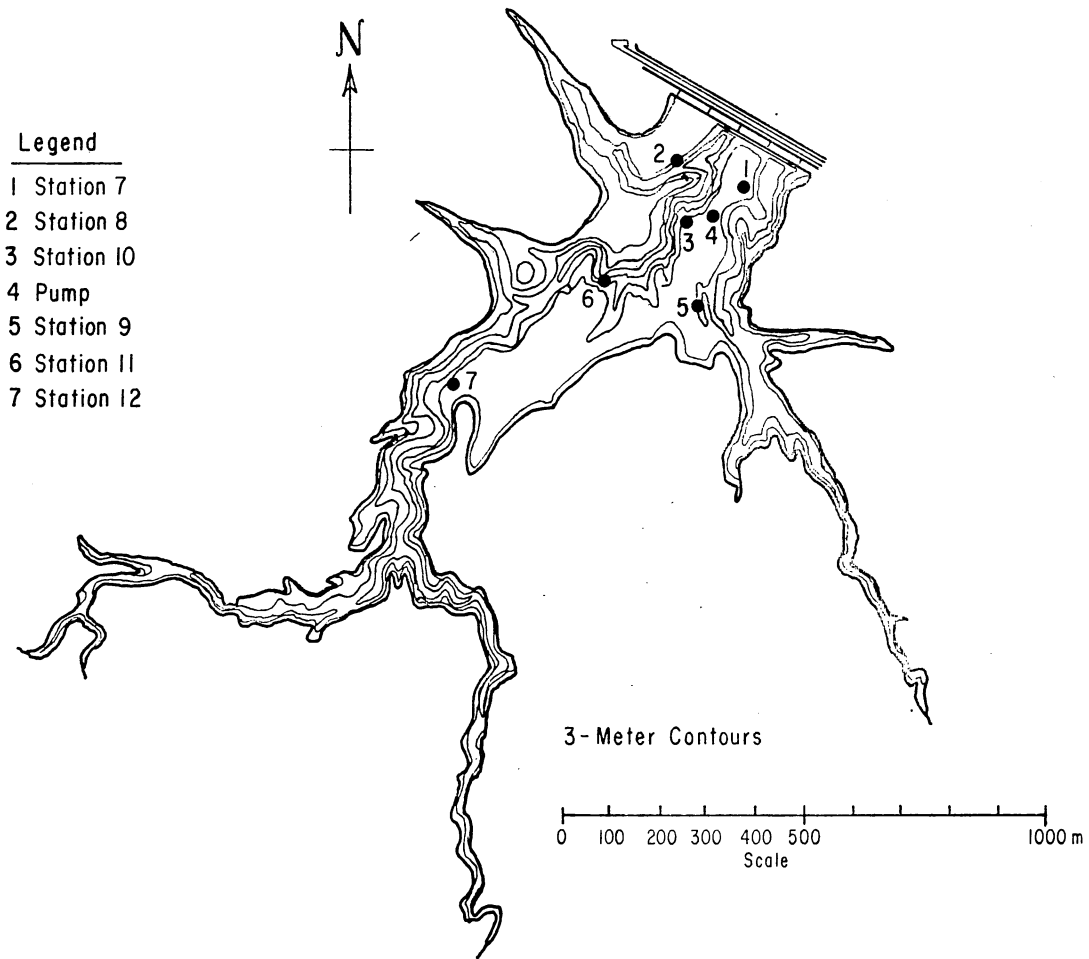 N
Legend
1 Station 7
2 Station 8
3 Station 10
4 Pump
5 Station 9
6 Station 11
7 Station 12
2
1
3
4
6
5
7
3-Meter Contours
0 100 200 300 400 500 1000 m
Scale